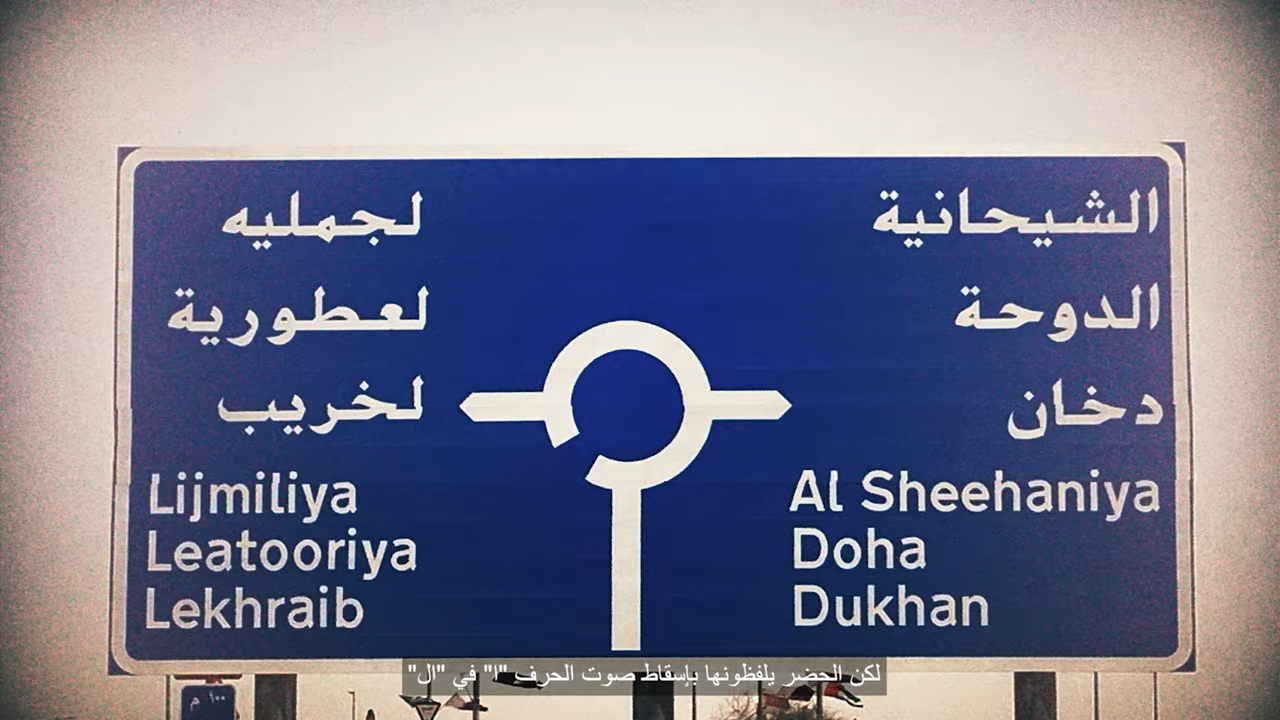 الشيحانية
الدوحة
دخان
Al Sheehaniya
Doha
Dukhan
لجمليه
لعطورية
لخريب
Lijmiliya
Leatooriya
Lekhraib
لكن الحضر يلفظونها بإسقاط صوت الحرف "ا" في "ال"
١٠٠ م